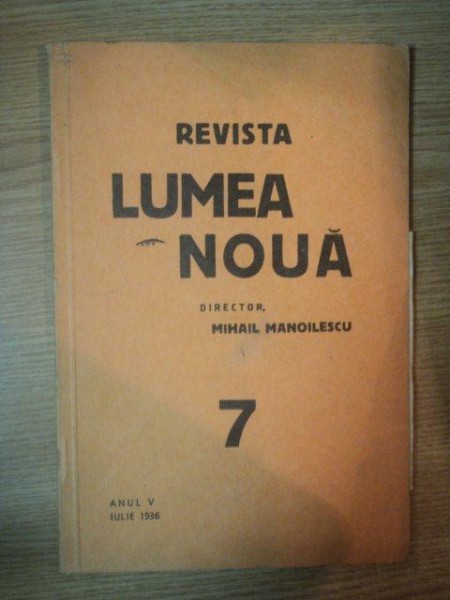 REVISTA
LUMEA
NOUĂ
DIRECTOR,
MIHAIL MANOILESCU
7
ANUL V
IULIE 1936